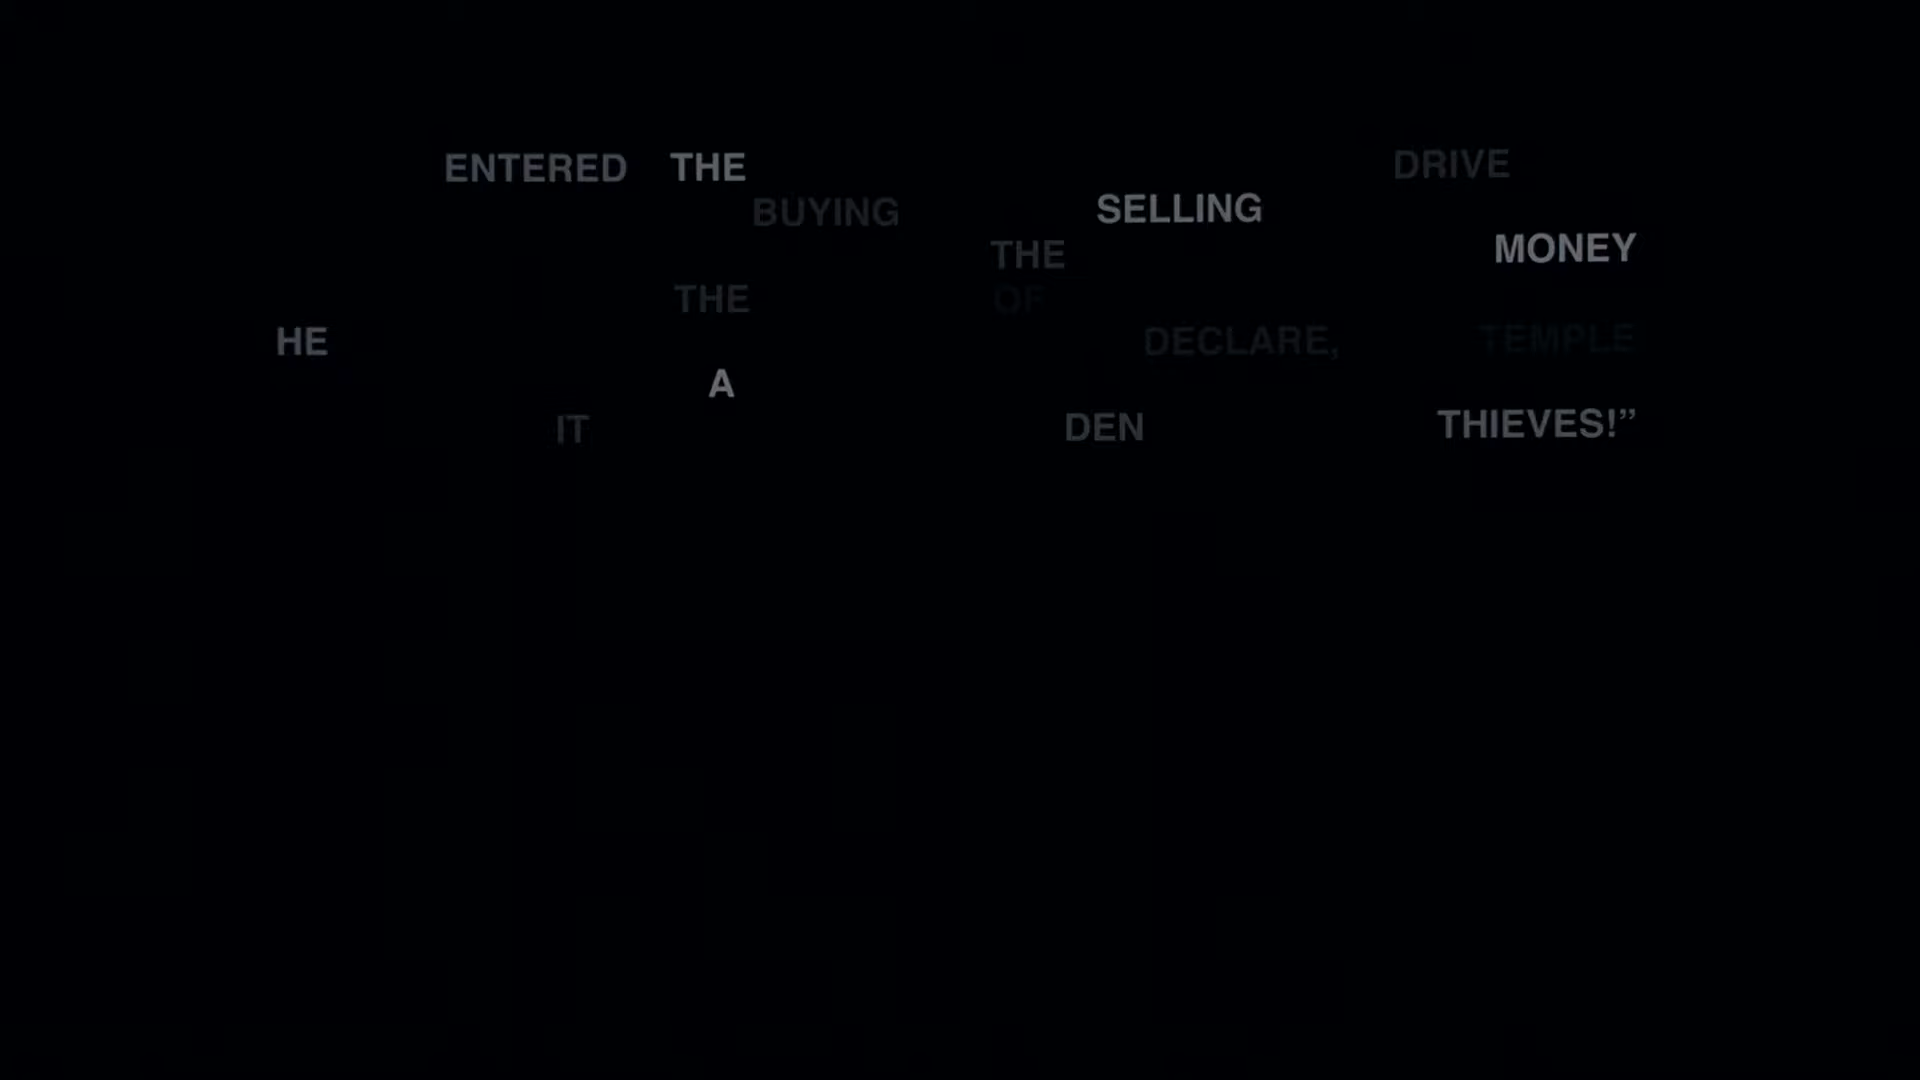 ENTERED THE DRIVE
BUYING SELLING
THE MONEY
THE OF
HE DECLARE, TEMPLE
A
IT DEN THIEVES!”